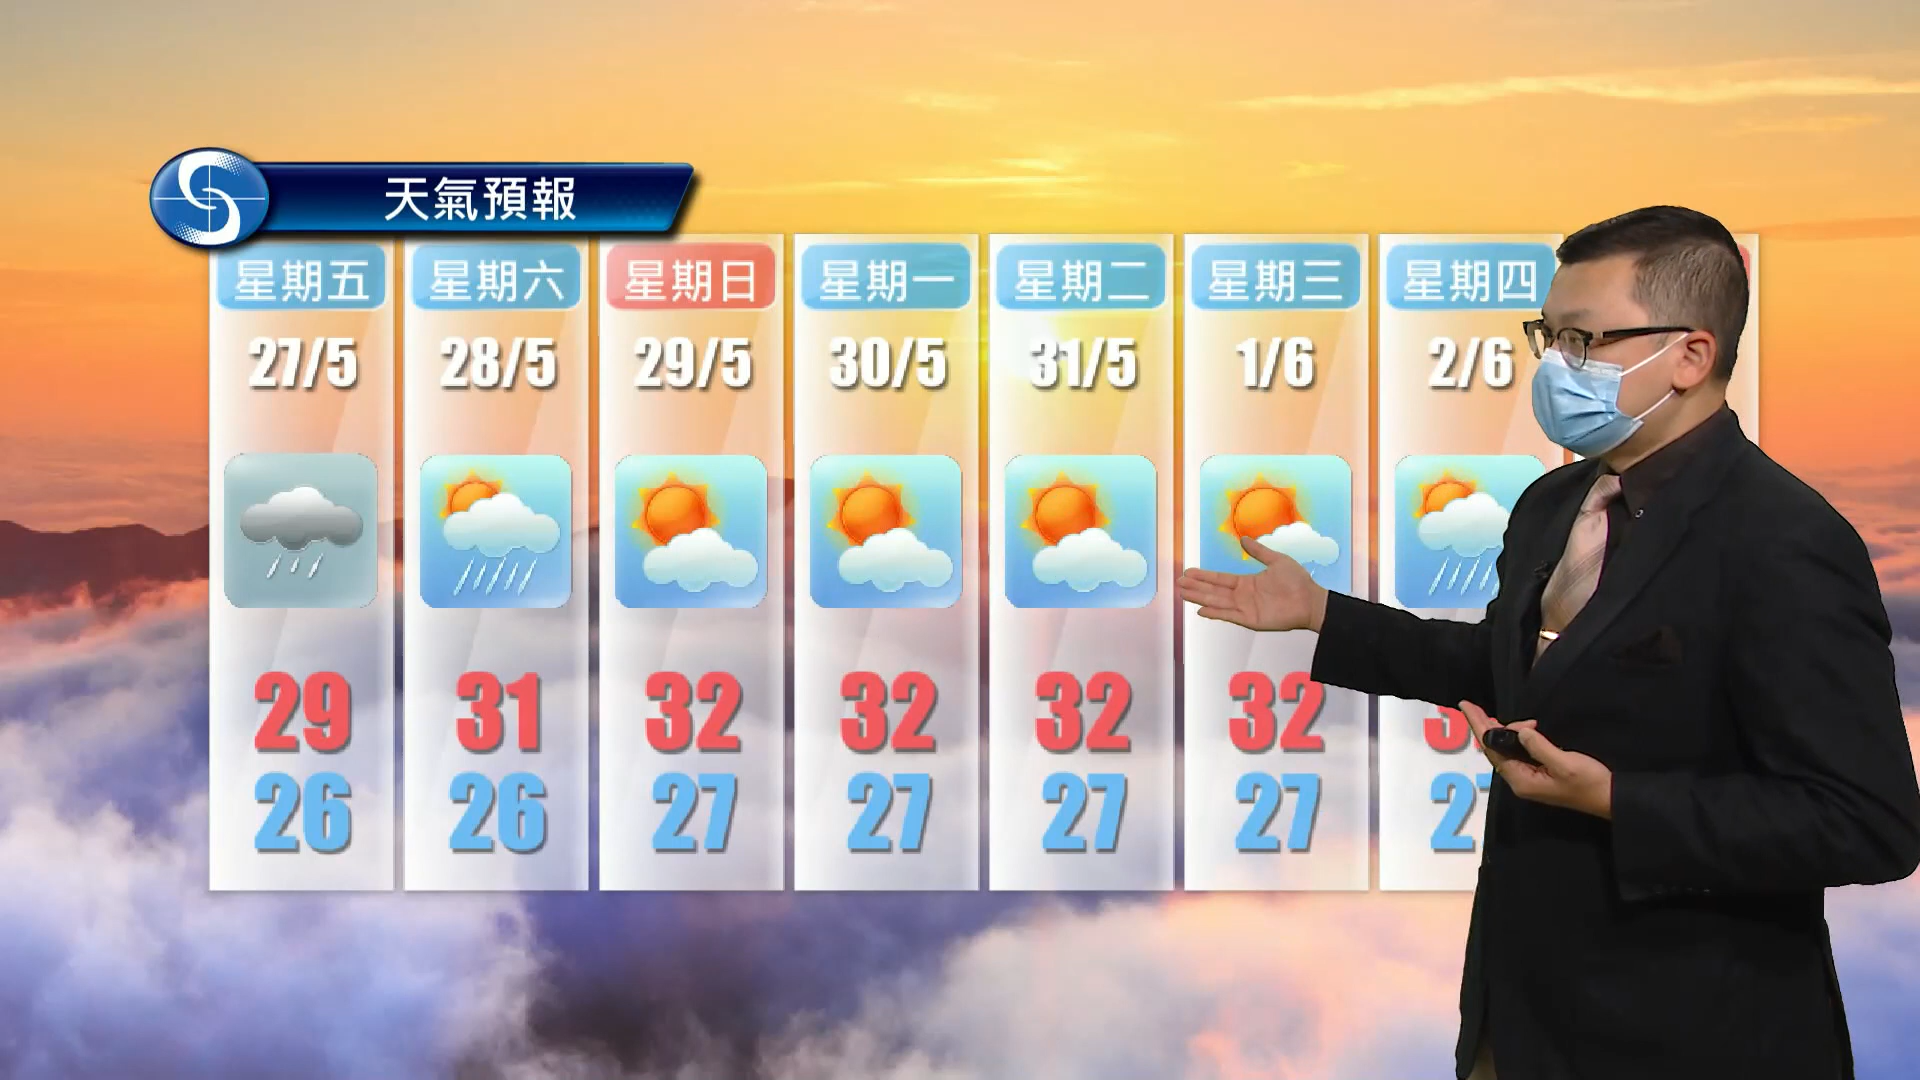 天氣預報
星期五 星期六 星期日 星期一 星期二 星期三 星期四
27/5 28/5 29/5 30/5 31/5 1/6 2/6
29 31 32 32 32 32
26 26 27 27 27 27 27